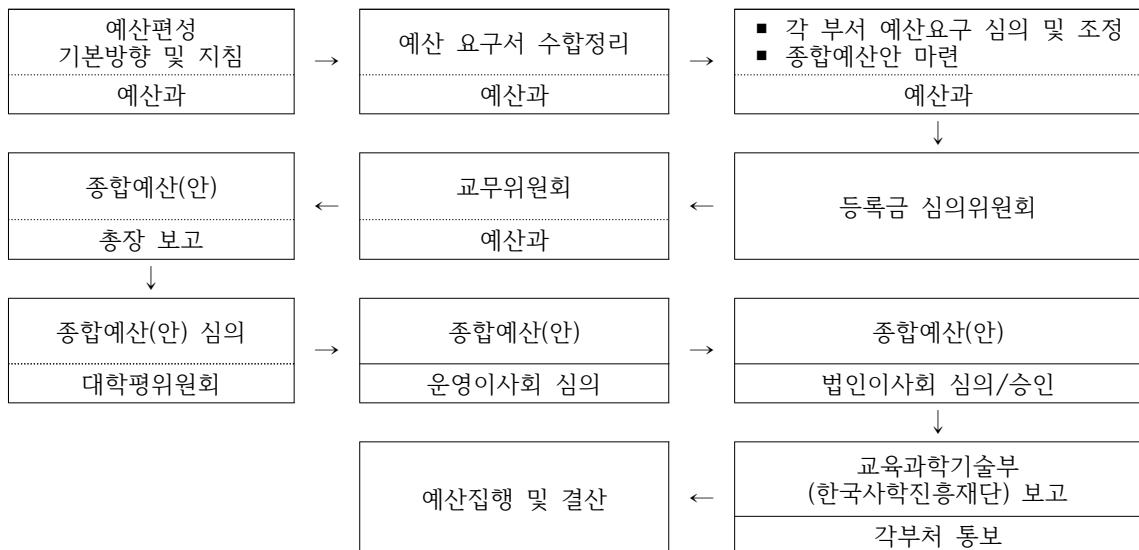 예산편성
기본방향 및 지침
예산과
→
예산 요구서 수합정리
예산과
→
■ 각 부서 예산요구 심의 및 조정
■ 종합예산안 마련
예산과
↓
등록금 심의위원회
←
교무위원회
예산과
←
종합예산(안)
총장 보고
↓
종합예산(안) 심의
대학평위원회
→
종합예산(안)
운영이사회 심의
→
종합예산(안)
법인이사회 심의/승인
↓
교육과학기술부
(한국사학진흥재단) 보고
각부처 통보
←
예산집행 및 결산